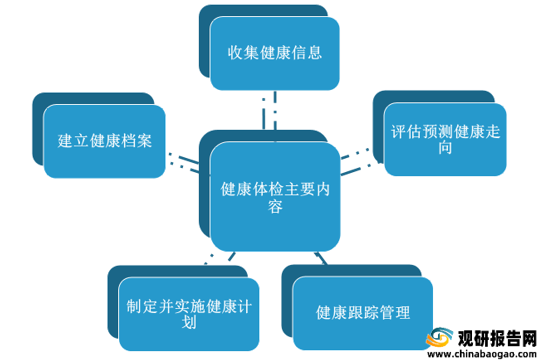 收集健康信息
建立健康档案
评估预测健康走
向
健康体检主要内
容
制定并实施健康计
划
健康跟踪管理
观研报告网
www.chinabaogao.com